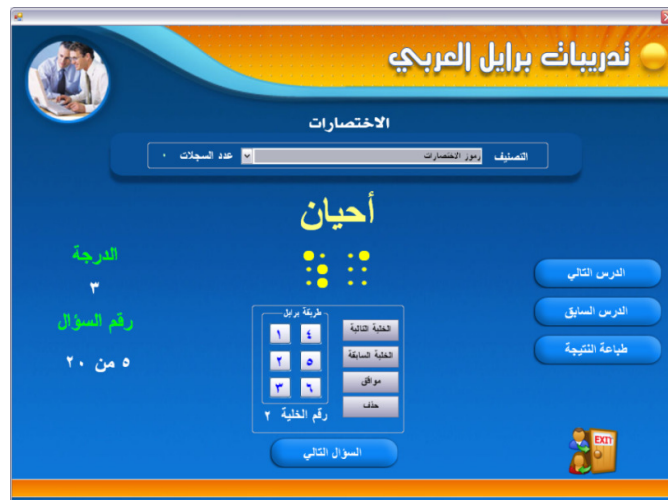 تدريبات برايل العربي
الاختصارات
التصنيف رموز الاختصارات عدد السجلات ٠
أحيان
الدرجة
٣
رقم السؤال
٥ من ٢٠
الدرس التالي
الدرس السابق
طباعة النتيجة
طريقة برايل
١ ٤
٢ ٥
٣ ٦
رقم الخلية ٢
الخلية التالية
الخلية السابقة
موافق
حذف
السؤال التالي
EXIT